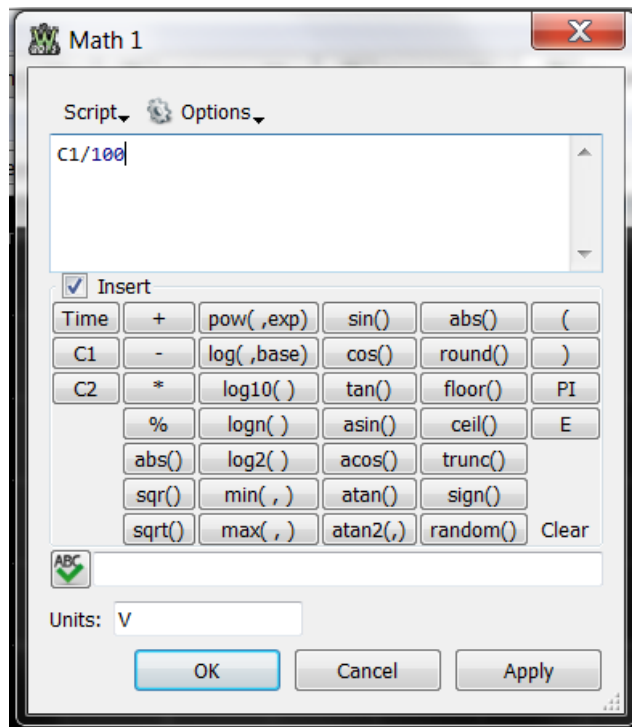 Math 1
Script Options
C1/100
Insert
Time + pow( ,exp) sin() abs() (
C1 - log( ,base) cos() round() )
C2 * log10( ) tan() floor() PI
% logn( ) asin() ceil() E
abs() log2( ) acos() trunc()
sqr() min( , ) atan() sign()
sqrt() max( , ) atan2(,) random() Clear
ABC
Units: V
OK Cancel Apply